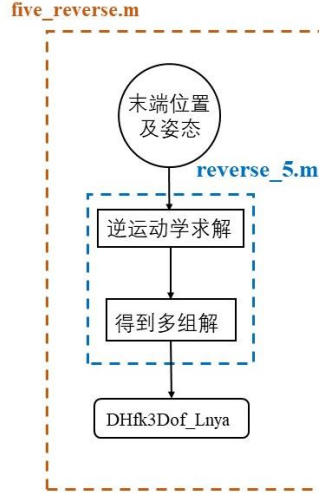 five_reverse.m
末端位置
及姿态
reverse_5.m
逆运动学求解
得到多组解
DHfk3Dof_Lnya